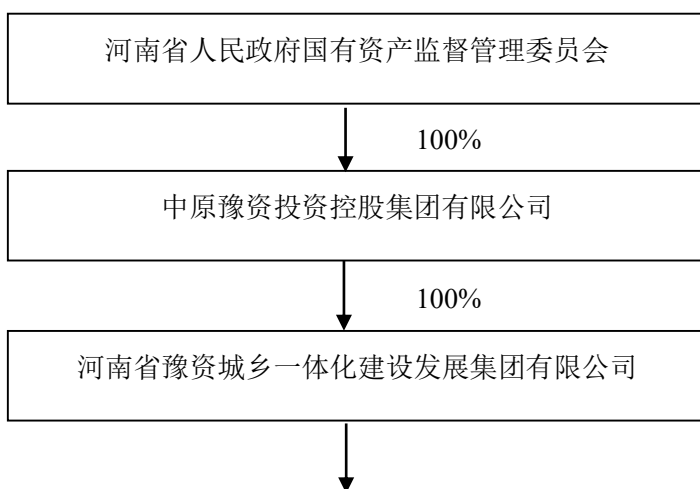 河南省人民政府国有资产监督管理委员会
100%
中原豫资投资控股集团有限公司
100%
河南省豫资城乡一体化建设发展集团有限公司